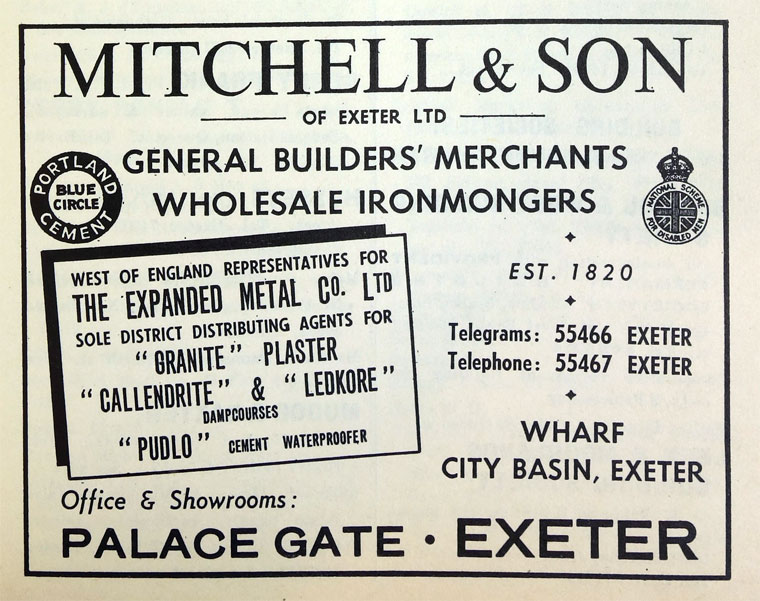 MITCHELL & SON
OF EXETER LTD
GENERAL BUILDERS' MERCHANTS
WHOLESALE IRONMONGERS
PORTLAND
BLUE
CIRCLE
CEMENT
NATIONAL SCHEME
FOR DISABLED MEN
WEST OF ENGLAND REPRESENTATIVES FOR
THE EXPANDED METAL CO. LTD
SOLE DISTRICT DISTRIBUTING AGENTS FOR
"GRANITE" PLASTER
"CALLENDRITE" & "LEDKORE"
DAMPCOURSES
"PUDLO" CEMENT WATERPROOFER
EST. 1820
Telegrams: 55466 EXETER
Telephone: 55467 EXETER
WHARF
CITY BASIN, EXETER
Office & Showrooms:
PALACE GATE · EXETER